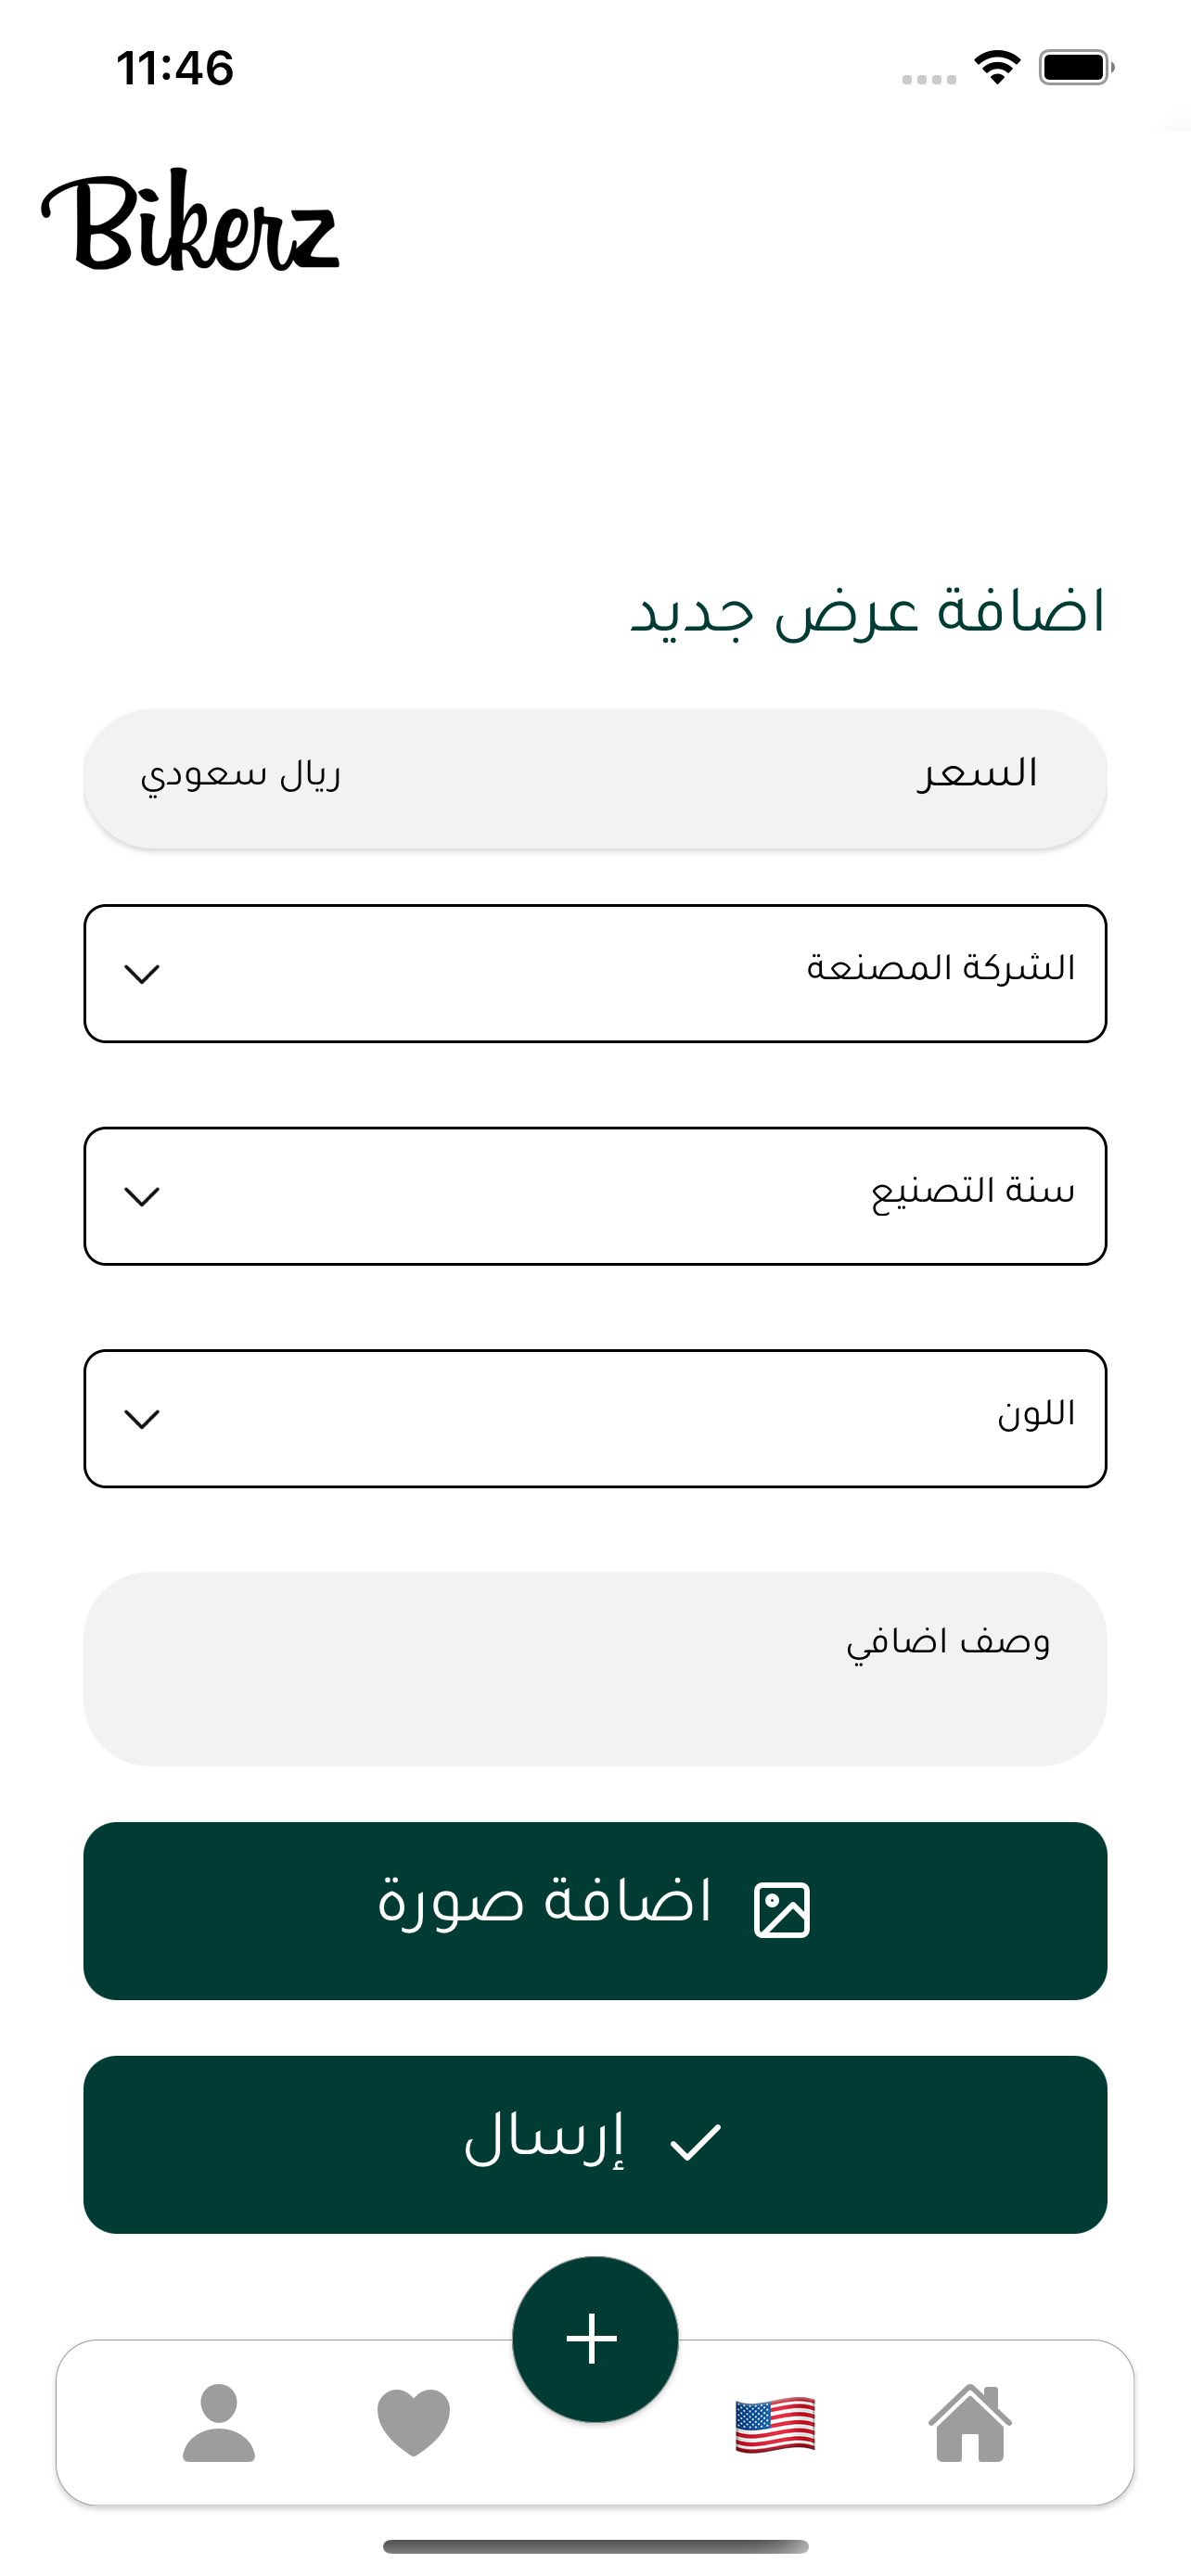 11:46
Bikerz
اضافة عرض جديد
السعر ريال سعودي
الشركة المصنعة
سنة التصنيع
اللون
وصف اضافي
اضافة صورة
إرسال